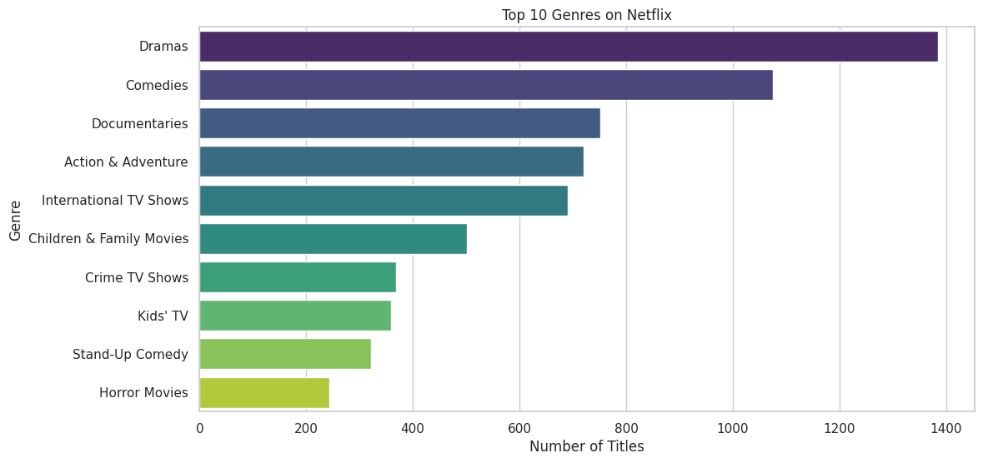 Top 10 Genres on Netflix
Genre
Dramas
Comedies
Documentaries
Action & Adventure
International TV Shows
Children & Family Movies
Crime TV Shows
Kids' TV
Stand-Up Comedy
Horror Movies
0 200 400 600 800 1000 1200 1400
Number of Titles